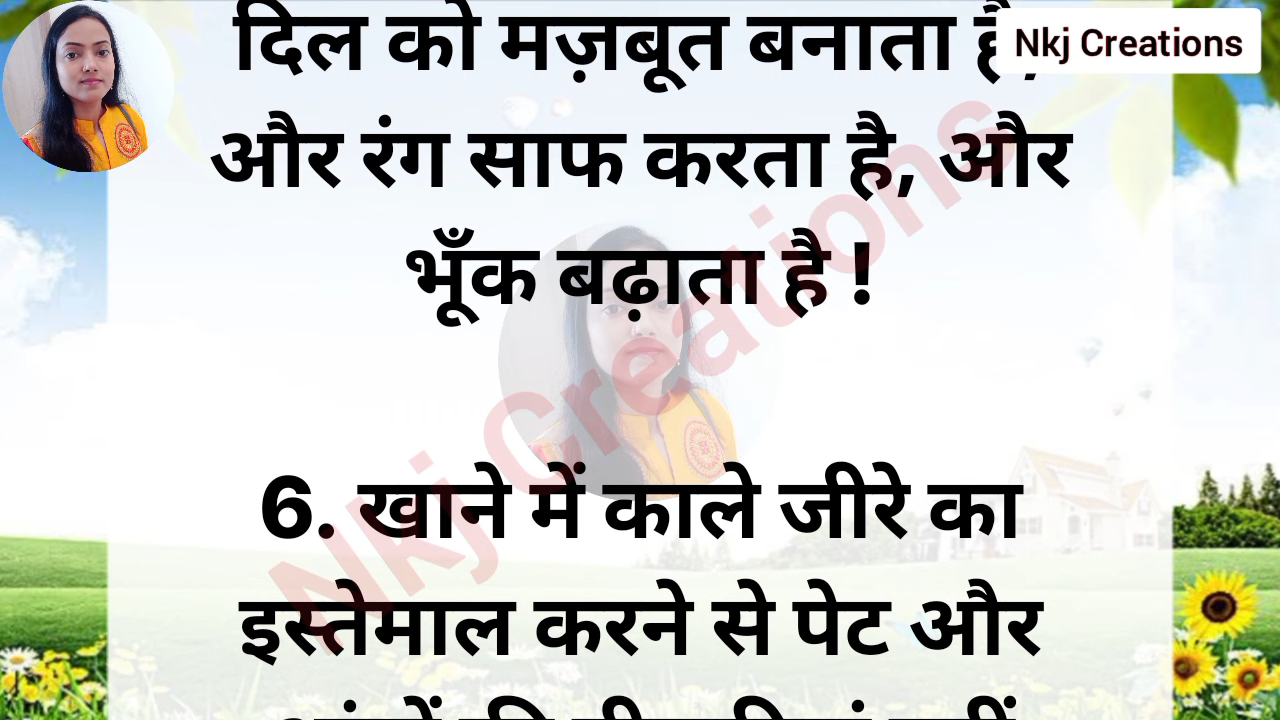 दिल को मज़बूत बनाता है,
Nkj Creations
और रंग साफ करता है, और
भूँक बढ़ाता है !
Nkj Creations
6. खाने में काले जीरे का
इस्तेमाल करने से पेट और